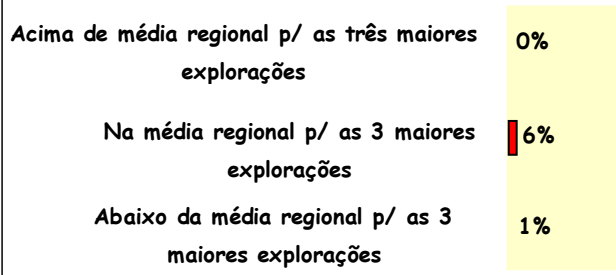 Acima de média regional p/ as três maiores
explorações
0%
Na média regional p/ as 3 maiores
explorações
6%
Abaixo da média regional p/ as 3
maiores explorações
1%